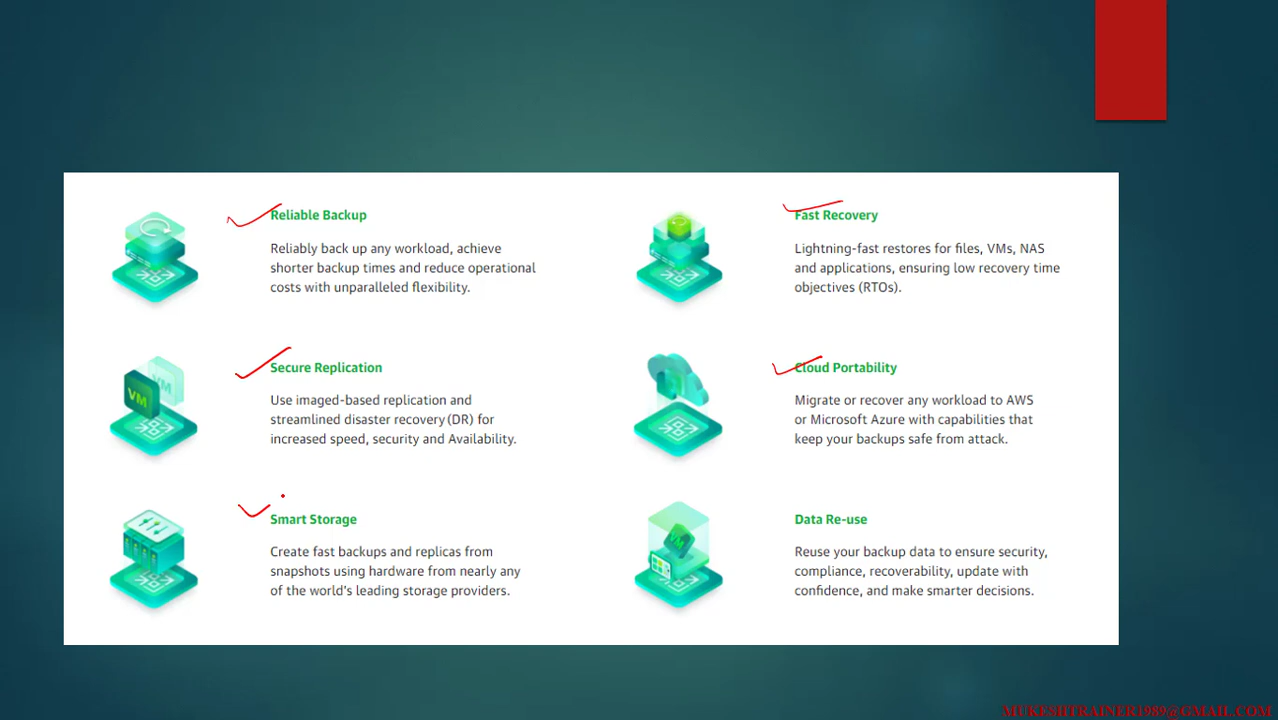 Reliable Backup
Reliably back up any workload, achieve
shorter backup times and reduce operational
costs with unparalleled flexibility.
Fast Recovery
Lightning-fast restores for files, VMs, NAS
and applications, ensuring low recovery time
objectives (RTOs).
VM
VM
Secure Replication
Use imaged-based replication and
streamlined disaster recovery (DR) for
increased speed, security and Availability.
Cloud Portability
Migrate or recover any workload to AWS
or Microsoft Azure with capabilities that
keep your backups safe from attack.
Smart Storage
Create fast backups and replicas from
snapshots using hardware from nearly any
of the world's leading storage providers.
VM
Data Re-use
Reuse your backup data to ensure security,
compliance, recoverability, update with
confidence, and make smarter decisions.
MUKESHTRAINER1989@GMAIL.COM